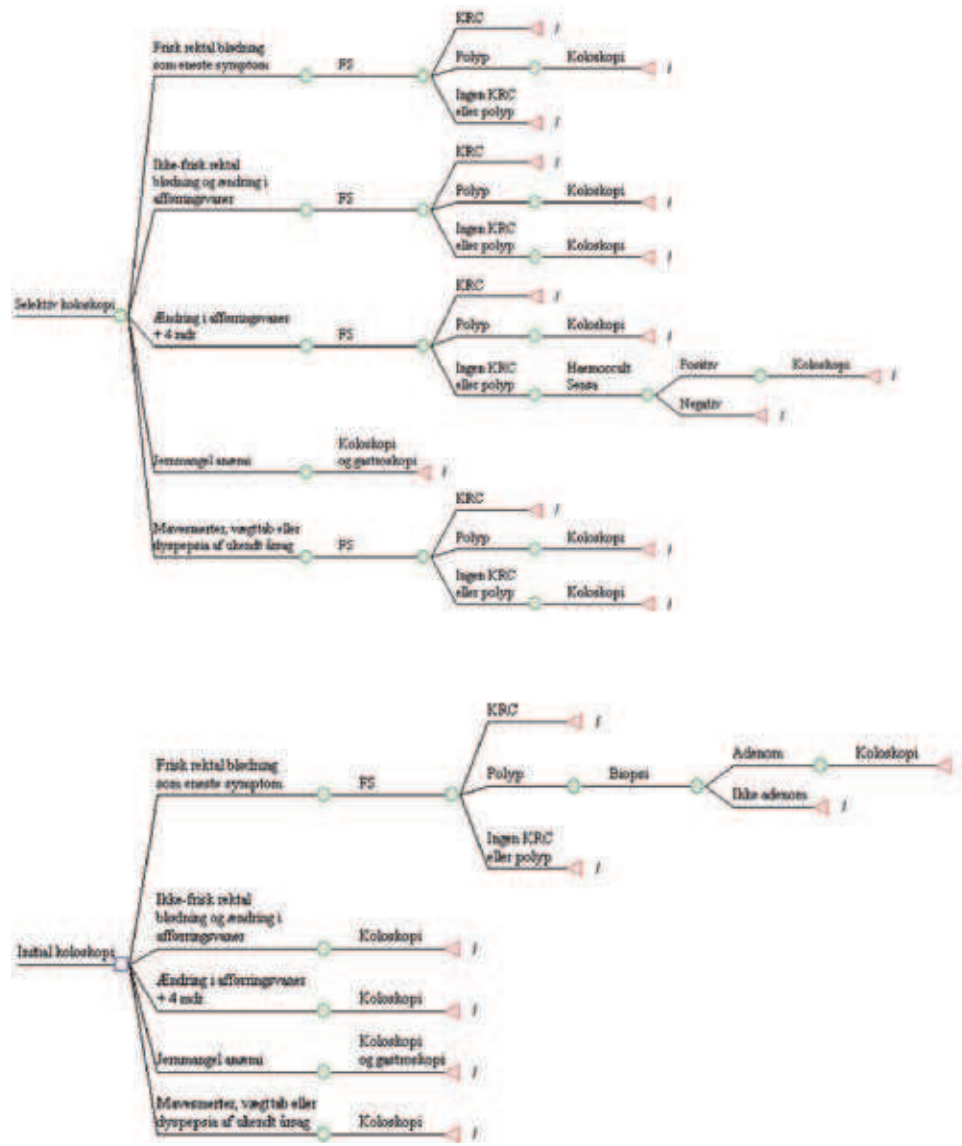 KRC
Frisk rektal blødning
som eneste symptom
FS
Polyp
Koloskopi
Ingen KRC
eller polyp
KRC
Ikke-frisk rektal
blødning og ændring i
afføringsvaner
FS
Polyp
Koloskopi
Ingen KRC
eller polyp
Koloskopi
KRC
Selektiv koloskopi
Ændring i afføringsvaner
+ 4 mdr.
FS
Polyp
Koloskopi
Ingen KRC
eller polyp
Haemoccult
Sensa
Positiv
Koloskopi
Negativ
Jernmangel anæmi
Koloskopi
og gastroskopi
KRC
Mavesmerter, vægttab eller
dyspepsia af ukendt årsag
FS
Polyp
Koloskopi
Ingen KRC
eller polyp
Koloskopi
KRC
Frisk rektal blødning
som eneste symptom
FS
Polyp
Biopsi
Adenom
Koloskopi
Ikke adenom
Ingen KRC
eller polyp
Initial koloskopi
Ikke-frisk rektal
blødning og ændring i
afføringsvaner
Koloskopi
Ændring i afføringsvaner
+ 4 mdr.
Koloskopi
Jernmangel anæmi
Koloskopi
og gastroskopi
Mavesmerter, vægttab eller
dyspepsia af ukendt årsag
Koloskopi